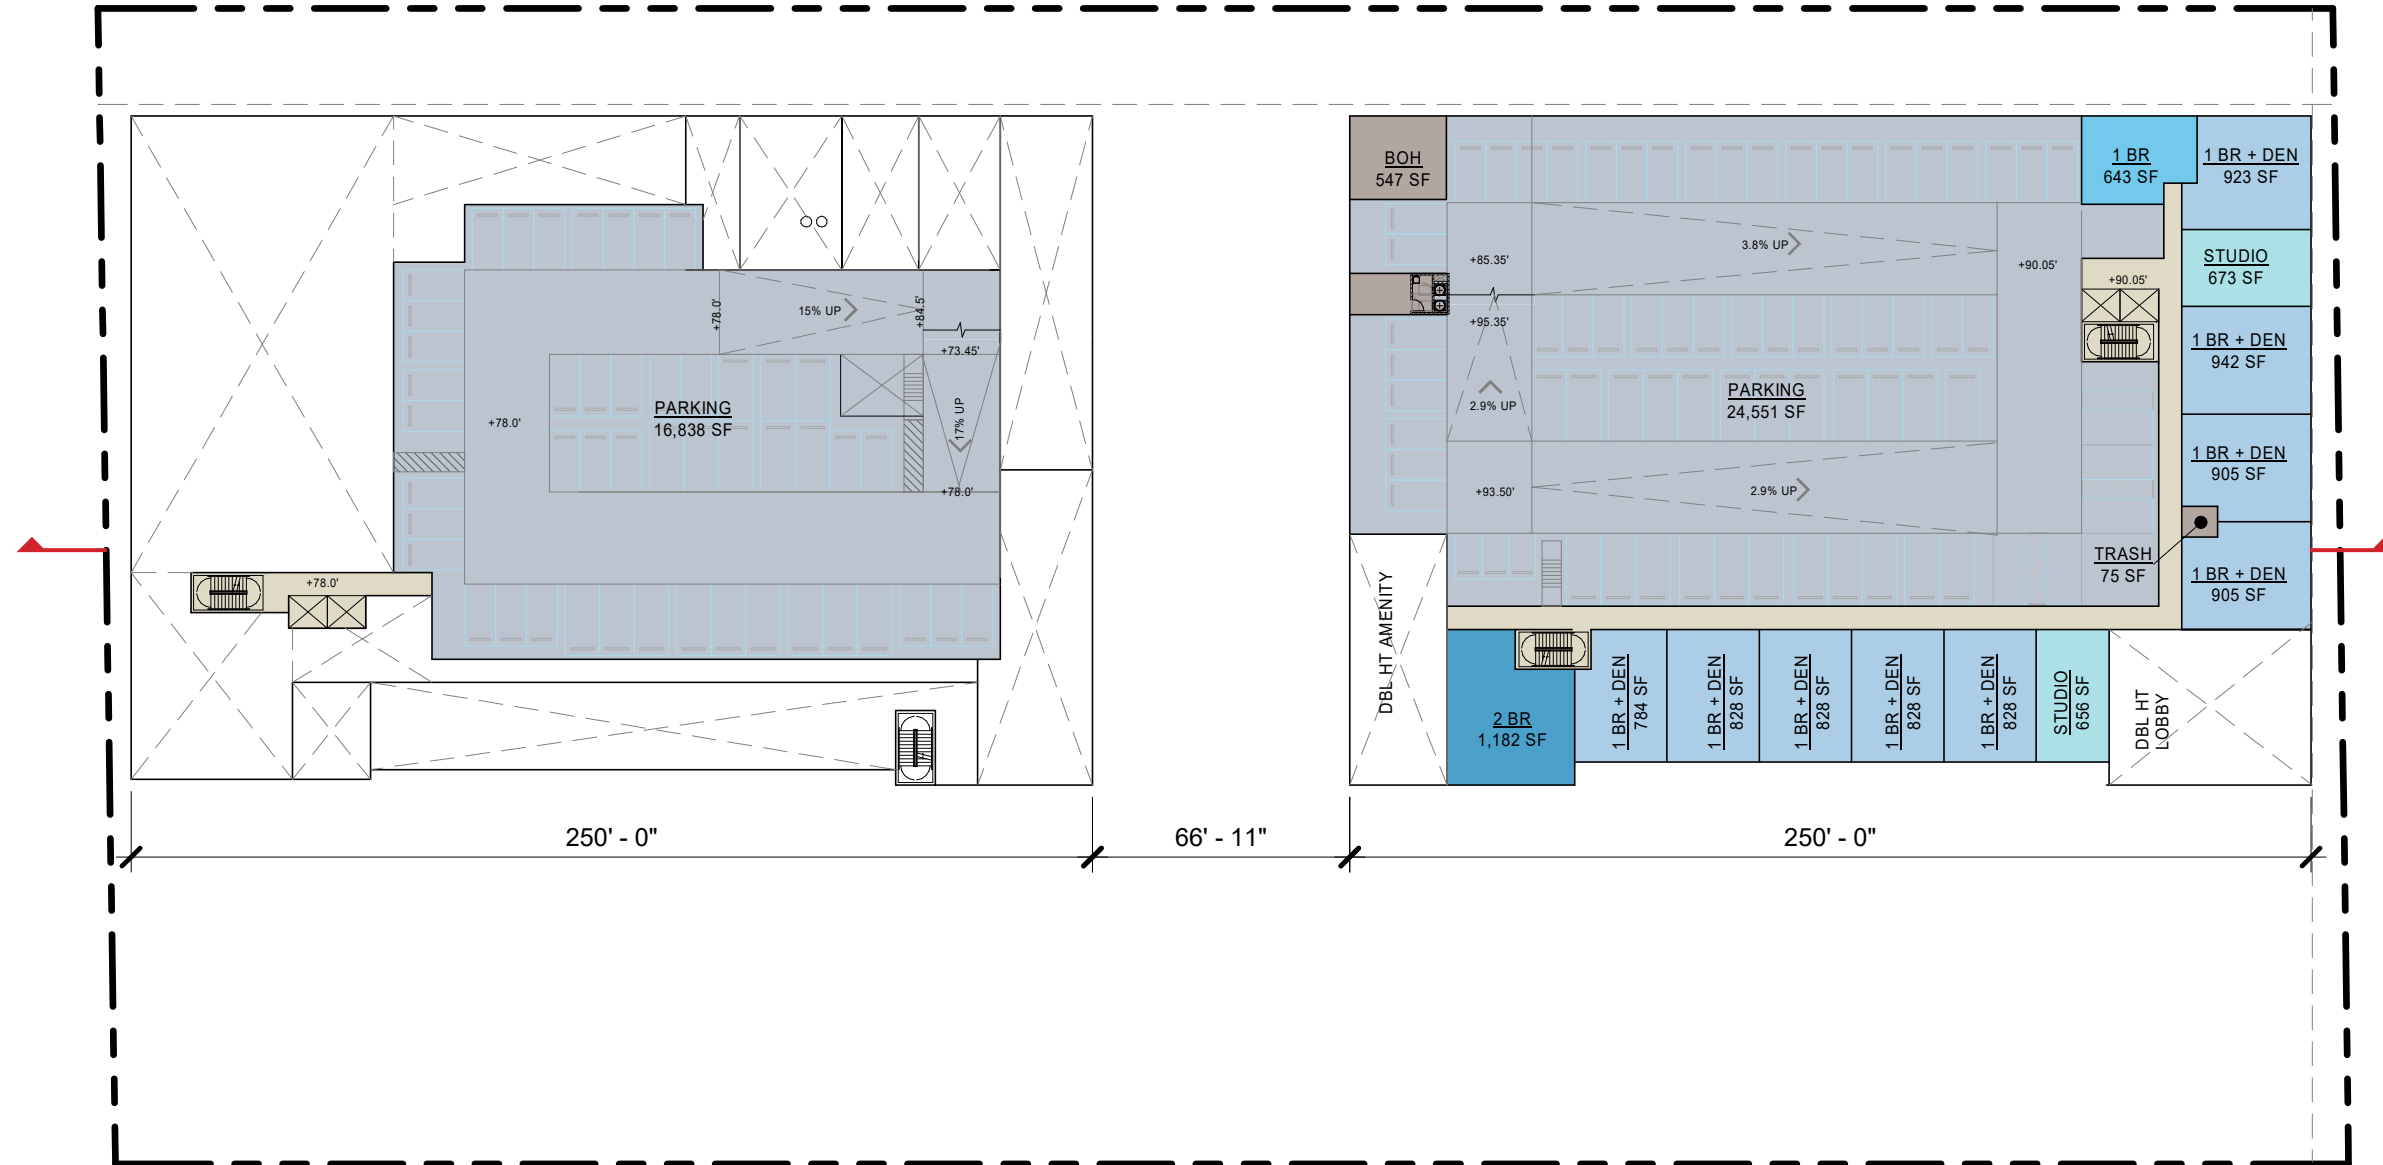 BOH
547 SF
1 BR
643 SF
1 BR + DEN
923 SF
3.8% UP
+85.35'
+90.05'
STUDIO
673 SF
+90.05'
+78.0'
15% UP
+84.5'
+73.45'
+95.35'
1 BR + DEN
942 SF
PARKING
16,838 SF
+78.0'
17% UP
2.9% UP
PARKING
24,551 SF
1 BR + DEN
905 SF
+78.0'
+93.50'
2.9% UP
TRASH
75 SF
1 BR + DEN
905 SF
+78.0'
DBL HT AMENITY
2 BR
1,182 SF
1 BR + DEN
784 SF
1 BR + DEN
828 SF
1 BR + DEN
828 SF
1 BR + DEN
828 SF
1 BR + DEN
828 SF
STUDIO
656 SF
DBL HT
LOBBY
250' - 0"
66' - 11"
250' - 0"